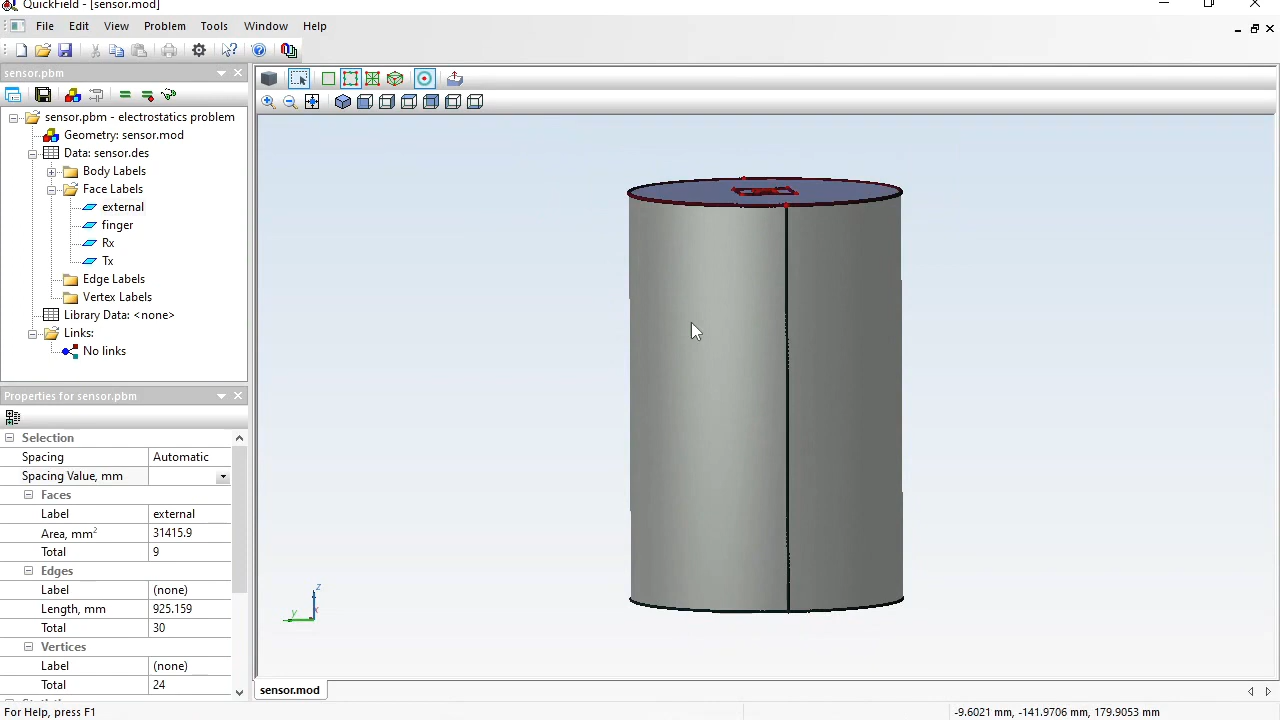 QuickField - [sensor.mod]
File Edit View Problem Tools Window Help
sensor.pbm
sensor.pbm - electrostatics problem
Geometry: sensor.mod
Data: sensor.des
Body Labels
Face Labels
external
finger
Rx
Tx
Edge Labels
Vertex Labels
Library Data: <none>
Links:
No links
Properties for sensor.pbm
Selection
Spacing Automatic
Spacing Value, mm
Faces
Label external
Area, mm² 31415.9
Total 9
Edges
Label (none)
Length, mm 925.159
Total 30
Vertices
Label (none)
Total 24
z
y
x
sensor.mod
For Help, press F1
-9.6021 mm, -141.9706 mm, 179.9053 mm